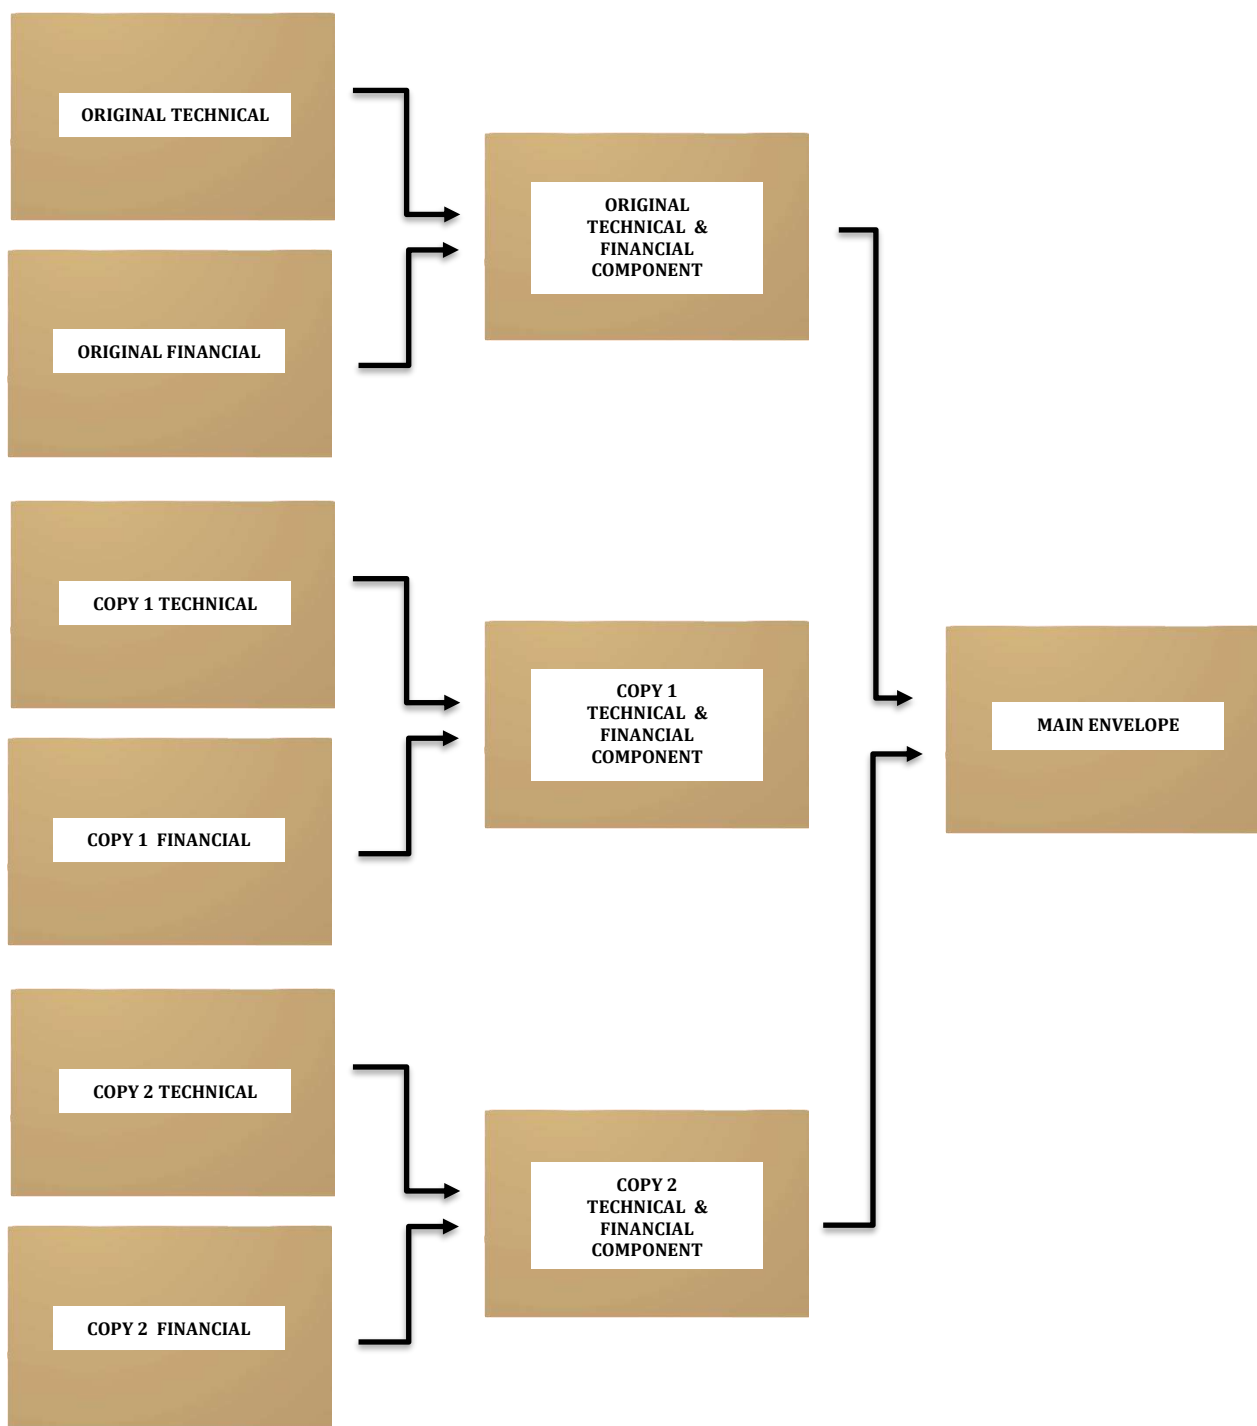 ORIGINAL TECHNICAL
ORIGINAL FINANCIAL
ORIGINAL
TECHNICAL &
FINANCIAL
COMPONENT
COPY 1 TECHNICAL
COPY 1 FINANCIAL
COPY 1
TECHNICAL &
FINANCIAL
COMPONENT
MAIN ENVELOPE
COPY 2 TECHNICAL
COPY 2 FINANCIAL
COPY 2
TECHNICAL &
FINANCIAL
COMPONENT